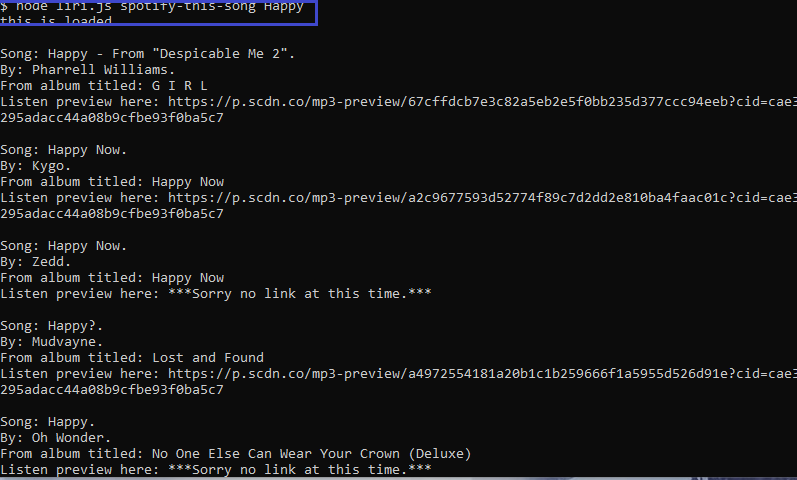 $ node liri.js spotify-this-song Happy
this is loaded
Song: Happy - From "Despicable Me 2".
By: Pharrell Williams.
From album titled: G I R L
Listen preview here: https://p.scdn.co/mp3-preview/67cffdcb7e3c82a5eb2e5f0bb235d377ccc94eeb?cid=cae3
295adacc44a08b9cfbe93f0ba5c7
Song: Happy Now.
By: Kygo.
From album titled: Happy Now
Listen preview here: https://p.scdn.co/mp3-preview/a2c9677593d52774f89c7d2dd2e810ba4faac01c?cid=cae3
295adacc44a08b9cfbe93f0ba5c7
Song: Happy Now.
By: Zedd.
From album titled: Happy Now
Listen preview here: ***Sorry no link at this time.***
Song: Happy?.
By: Mudvayne.
From album titled: Lost and Found
Listen preview here: https://p.scdn.co/mp3-preview/a4972554181a20b1c1b259666f1a5955d526d91e?cid=cae3
295adacc44a08b9cfbe93f0ba5c7
Song: Happy.
By: Oh Wonder.
From album titled: No One Else Can Wear Your Crown (Deluxe)
Listen preview here: ***Sorry no link at this time.***